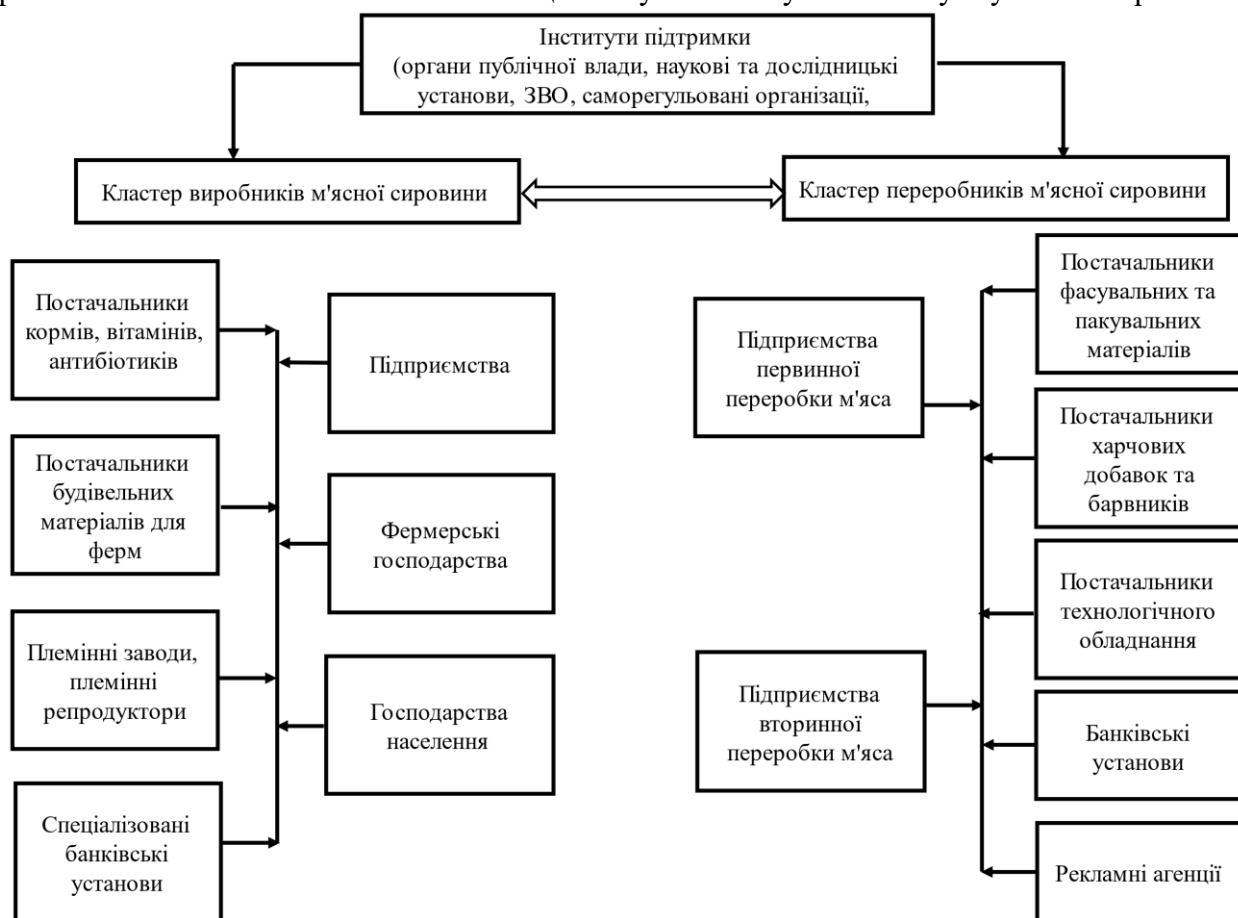 Інститути підтримки
(органи публічної влади, наукові та дослідницькі
установи, ЗВО, саморегульовані організації,
Кластер виробників м'ясної сировини
Кластер переробників м'ясної сировини
Постачальники
кормів, вітамінів,
антибіотиків
Постачальники
будівельних
матеріалів для
ферм
Племінні заводи,
племінні
репродуктори
Спеціалізовані
банківські
установи
Підприємства
Фермерські
господарства
Господарства
населення
Підприємства
первинної
переробки м'яса
Підприємства
вторинної
переробки м'яса
Постачальники
фасувальних та
пакувальних
матеріалів
Постачальники
харчових
добавок та
барвників
Постачальники
технологічного
обладнання
Банківські
установи
Рекламні агенції